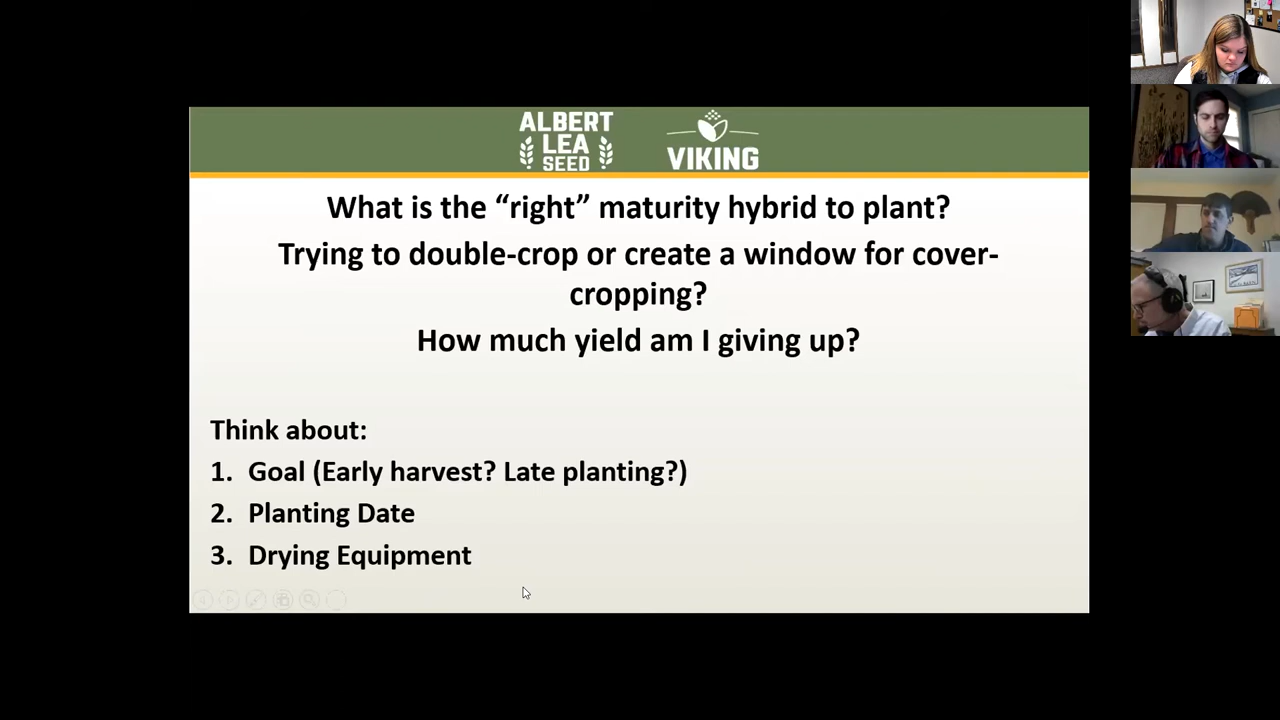 ALBERT
LEA
SEED
VIKING
What is the “right” maturity hybrid to plant?
Trying to double-crop or create a window for cover-
cropping?
How much yield am I giving up?
Think about:
1. Goal (Early harvest? Late planting?)
2. Planting Date
3. Drying Equipment